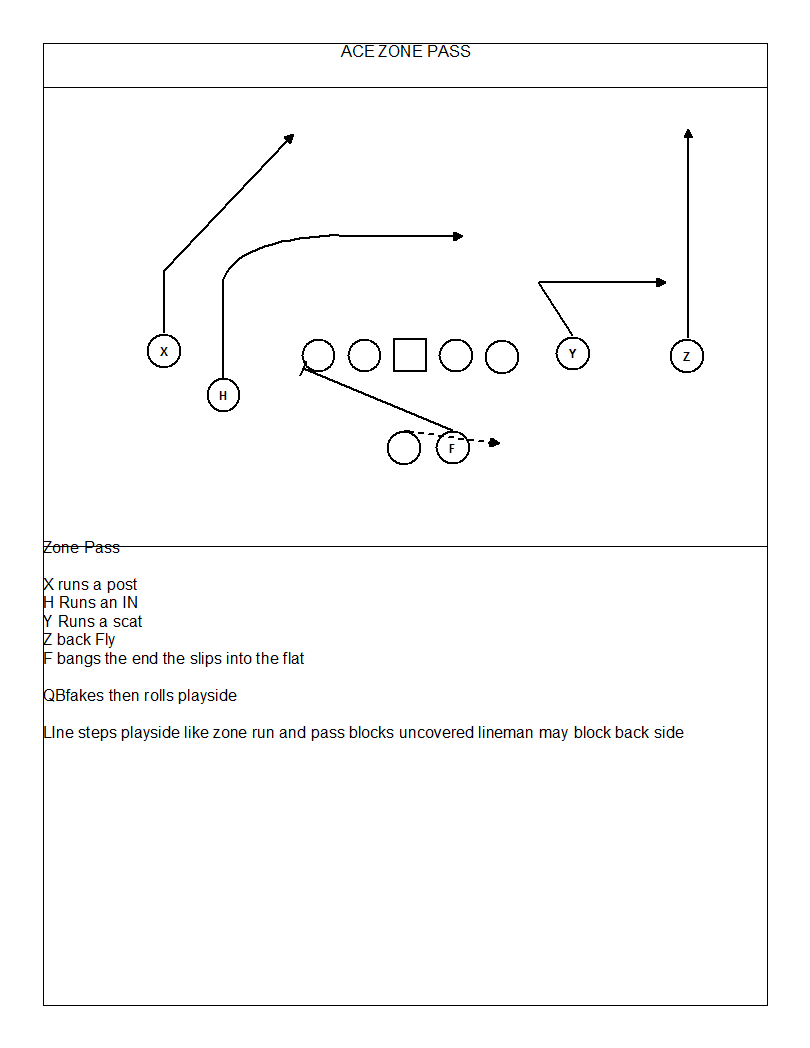 ACE ZONE PASS
X
H
Y
Z
F
Zone Pass
X runs a post
H Runs an IN
Y Runs a scat
Z back Fly
F bangs the end the slips into the flat
QBfakes then rolls playside
LIne steps playside like zone run and pass blocks uncovered lineman may block back side